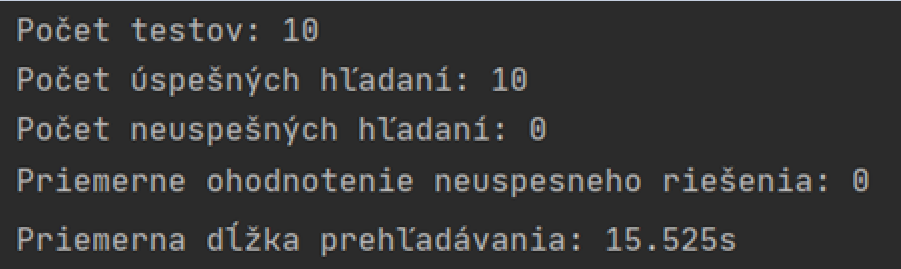 Počet testov: 10
Počet úspešných hľadaní: 10
Počet neuspešných hľadaní: 0
Priemerne ohodnotenie neuspesneho riešenia: 0
Priemerna dĺžka prehľadávania: 15.525s